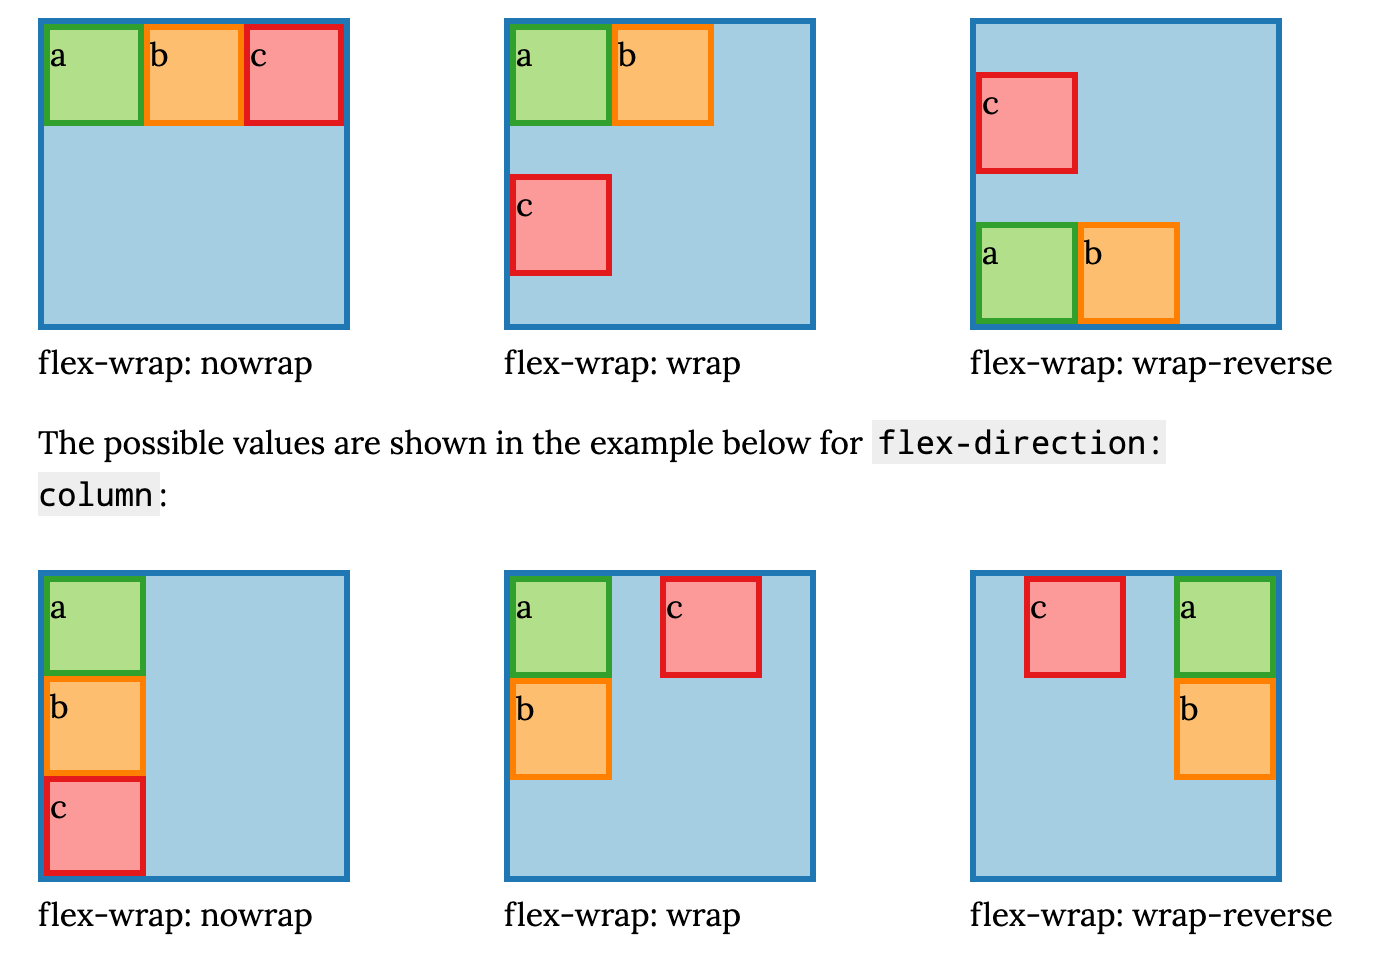 a b c
a b
c
c
a b
flex-wrap: nowrap
flex-wrap: wrap
flex-wrap: wrap-reverse
The possible values are shown in the example below for flex-direction:
column:
a
b
c
a c
b
c a
b
flex-wrap: nowrap
flex-wrap: wrap
flex-wrap: wrap-reverse